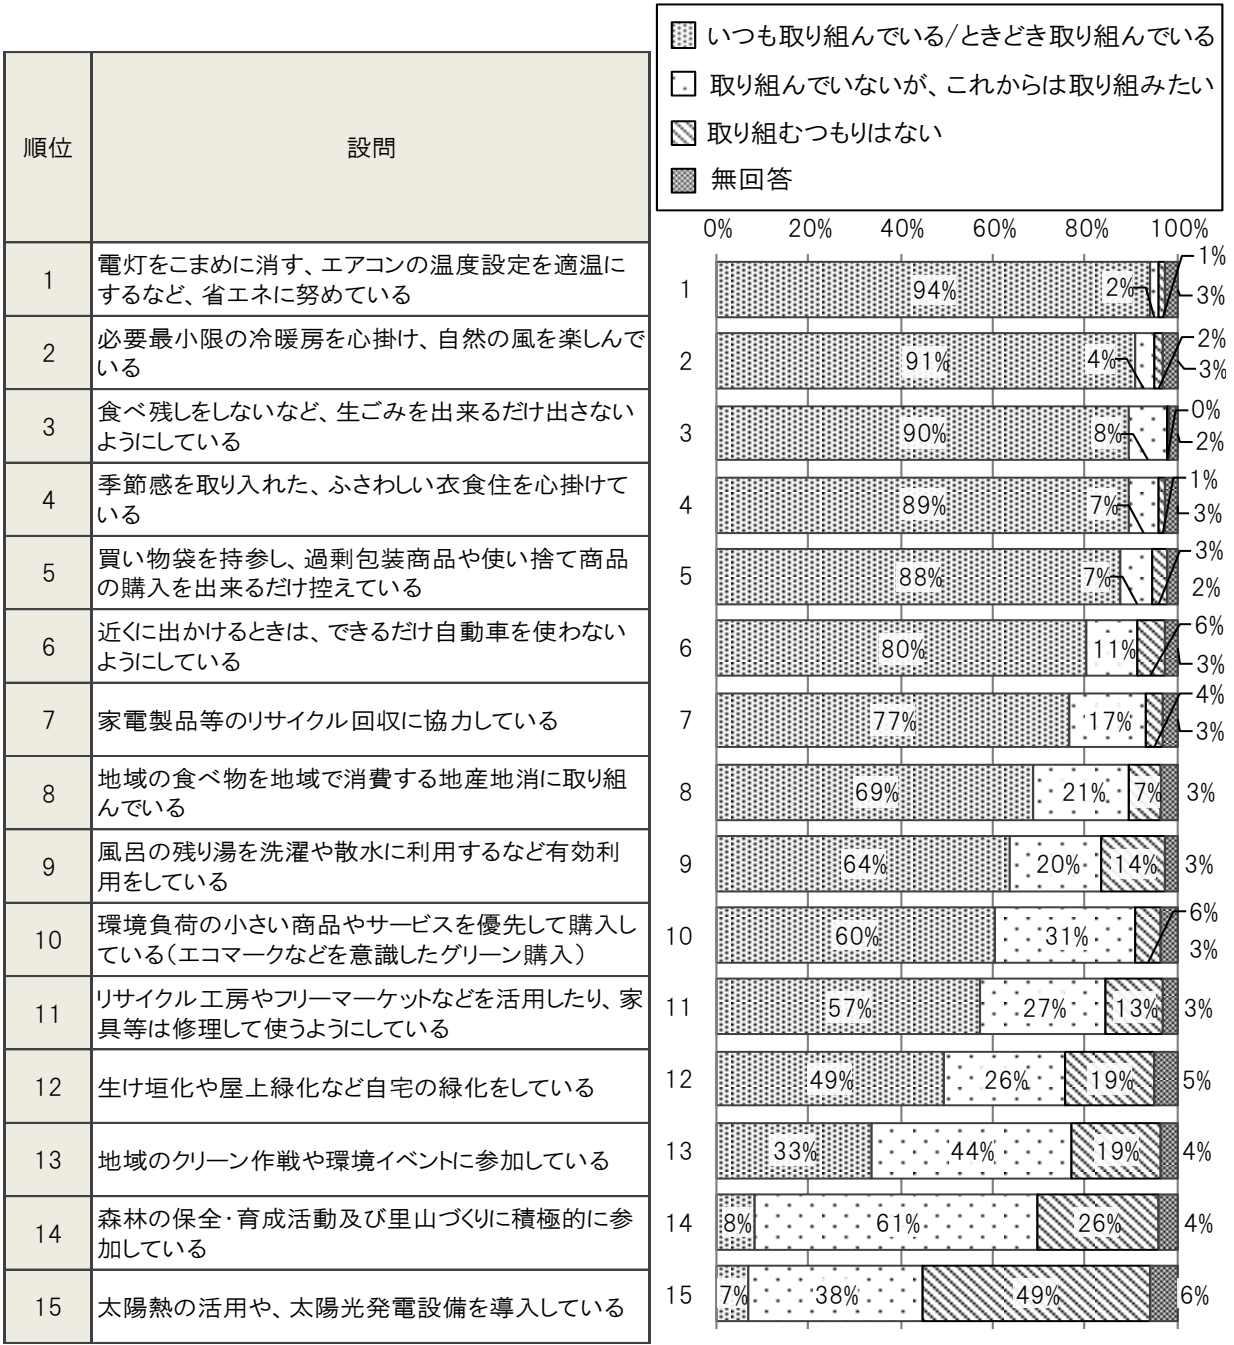 いつも取り組んでいる/ときどき取り組んでいる
取り組んでいないが、これからは取り組みたい
取り組むつもりはない
無回答
順位
設問
0% 20% 40% 60% 80% 100%
1
電灯をこまめに消す、エアコンの温度設定を適温に
するなど、省エネに努めている
1 94% 2% 1% 3%
2
必要最小限の冷暖房を心掛け、自然の風を楽しんで
いる
2 91% 4% 2% 3%
3
食べ残しをしないなど、生ごみを出来るだけ出さない
ようにしている
3 90% 8% 0% 2%
4
季節感を取り入れた、ふさわしい衣食住を心掛けて
いる
4 89% 7% 1% 3%
5
買い物袋を持参し、過剰包装商品や使い捨て商品
の購入を出来るだけ控えている
5 88% 7% 3% 2%
6
近くに出かけるときは、できるだけ自動車を使わない
ようにしている
6 80% 11% 6% 3%
7
家電製品等のリサイクル回収に協力している
7 77% 17% 4% 3%
8
地域の食べ物を地域で消費する地産地消に取り組
んでいる
8 69% 21% 7% 3%
9
風呂の残り湯を洗濯や散水に利用するなど有効利
用をしている
9 64% 20% 14% 3%
10
環境負荷の小さい商品やサービスを優先して購入し
ている(エコマークなどを意識したグリーン購入)
10 60% 31% 6% 3%
11
リサイクル工房やフリーマーケットなどを活用したり、家
具等は修理して使うようにしている
11 57% 27% 13% 3%
12
生け垣化や屋上緑化など自宅の緑化をしている
12 49% 26% 19% 5%
13
地域のクリーン作戦や環境イベントに参加している
13 33% 44% 19% 4%
14
森林の保全・育成活動及び里山づくりに積極的に参
加している
14 8% 61% 26% 4%
15
太陽熱の活用や、太陽光発電設備を導入している
15 7% 38% 49% 6%